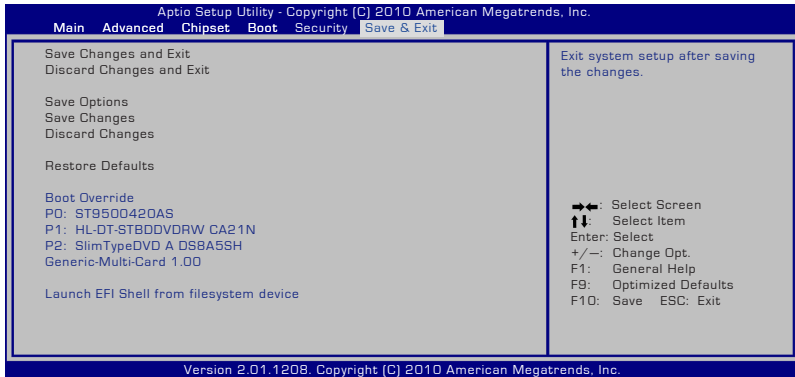 Aptio Setup Utility - Copyright (C) 2010 American Megatrends, Inc.
Main Advanced Chipset Boot Security Save & Exit
Save Changes and Exit
Discard Changes and Exit
Save Options
Save Changes
Discard Changes
Restore Defaults
Boot Override
P0: ST9500420AS
P1: HL-DT-STBDDVDRW CA21N
P2: SlimTypeDVD A DS8A5SH
Generic-Multi-Card 1.00
Launch EFI Shell from filesystem device
Exit system setup after saving
the changes.
→←: Select Screen
↑↓: Select Item
Enter: Select
+/—: Change Opt.
F1: General Help
F9: Optimized Defaults
F10: Save ESC: Exit
Version 2.01.1208. Copyright (C) 2010 American Megatrends, Inc.